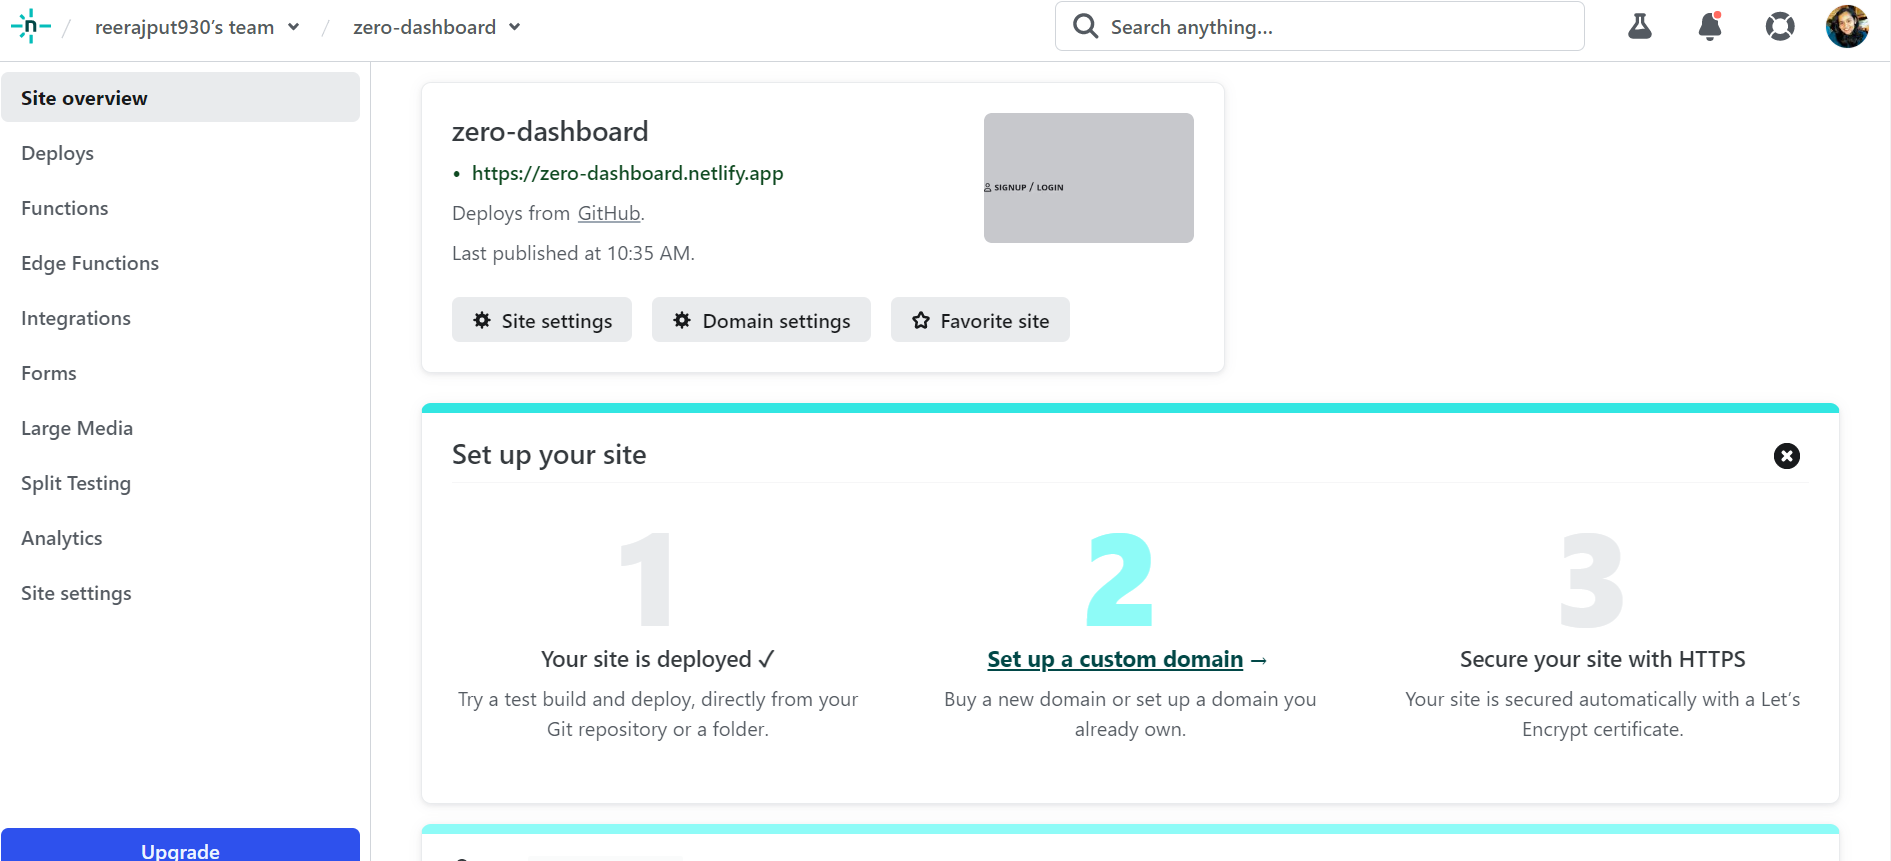 n / reerajput930’s team / zero-dashboard
Search anything...
Site overview
Deploys
Functions
Edge Functions
Integrations
Forms
Large Media
Split Testing
Analytics
Site settings
Upgrade
zero-dashboard
• https://zero-dashboard.netlify.app
Deploys from GitHub.
Last published at 10:35 AM.
SIGNUP / LOGIN
Site settings
Domain settings
Favorite site
Set up your site
1
Your site is deployed ✓
Try a test build and deploy, directly from your
Git repository or a folder.
2
Set up a custom domain →
Buy a new domain or set up a domain you
already own.
3
Secure your site with HTTPS
Your site is secured automatically with a Let’s
Encrypt certificate.